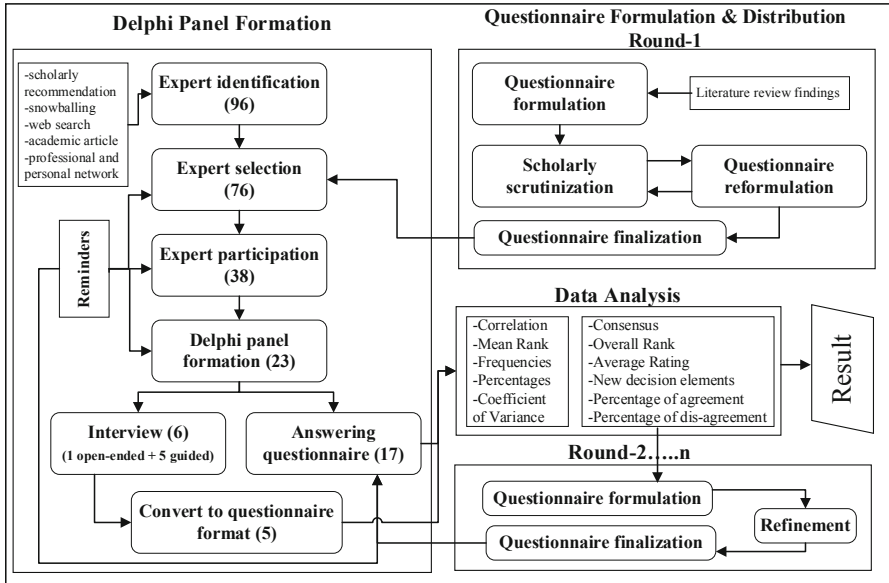 Delphi Panel Formation
-scholarly
recommendation
-snowballing
-web search
-academic article
-professional and
personal network
Expert identification
(96)
Expert selection
(76)
Reminders
Expert participation
(38)
Delphi panel
formation (23)
Interview (6)
(1 open-ended + 5 guided)
Answering
questionnaire (17)
Convert to questionnaire
format (5)
Questionnaire Formulation & Distribution
Round-1
Questionnaire
formulation
Literature review findings
Scholarly
scrutinization
Questionnaire
reformulation
Questionnaire finalization
Data Analysis
-Correlation
-Mean Rank
-Frequencies
-Percentages
-Coefficient
of Variance
-Consensus
-Overall Rank
-Average Rating
-New decision elements
-Percentage of agreement
-Percentage of dis-agreement
Result
Round-2…..n
Questionnaire formulation
Refinement
Questionnaire finalization